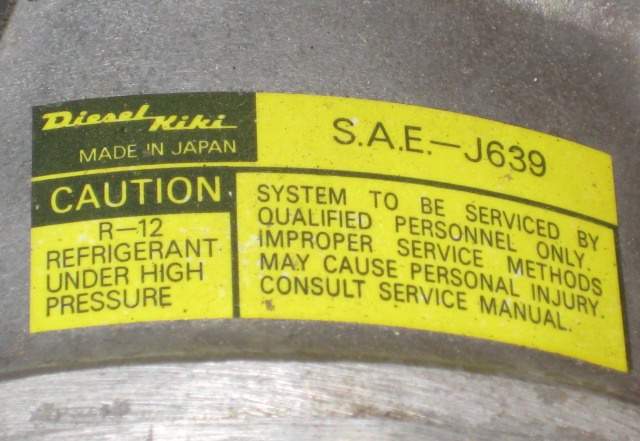 Diesel Kiki
MADE IN JAPAN
S.A.E.—J639
CAUTION
R—12
REFRIGERANT
UNDER HIGH
PRESSURE
SYSTEM TO BE SERVICED BY
QUALIFIED PERSONNEL ONLY.
IMPROPER SERVICE METHODS
MAY CAUSE PERSONAL INJURY.
CONSULT SERVICE MANUAL.